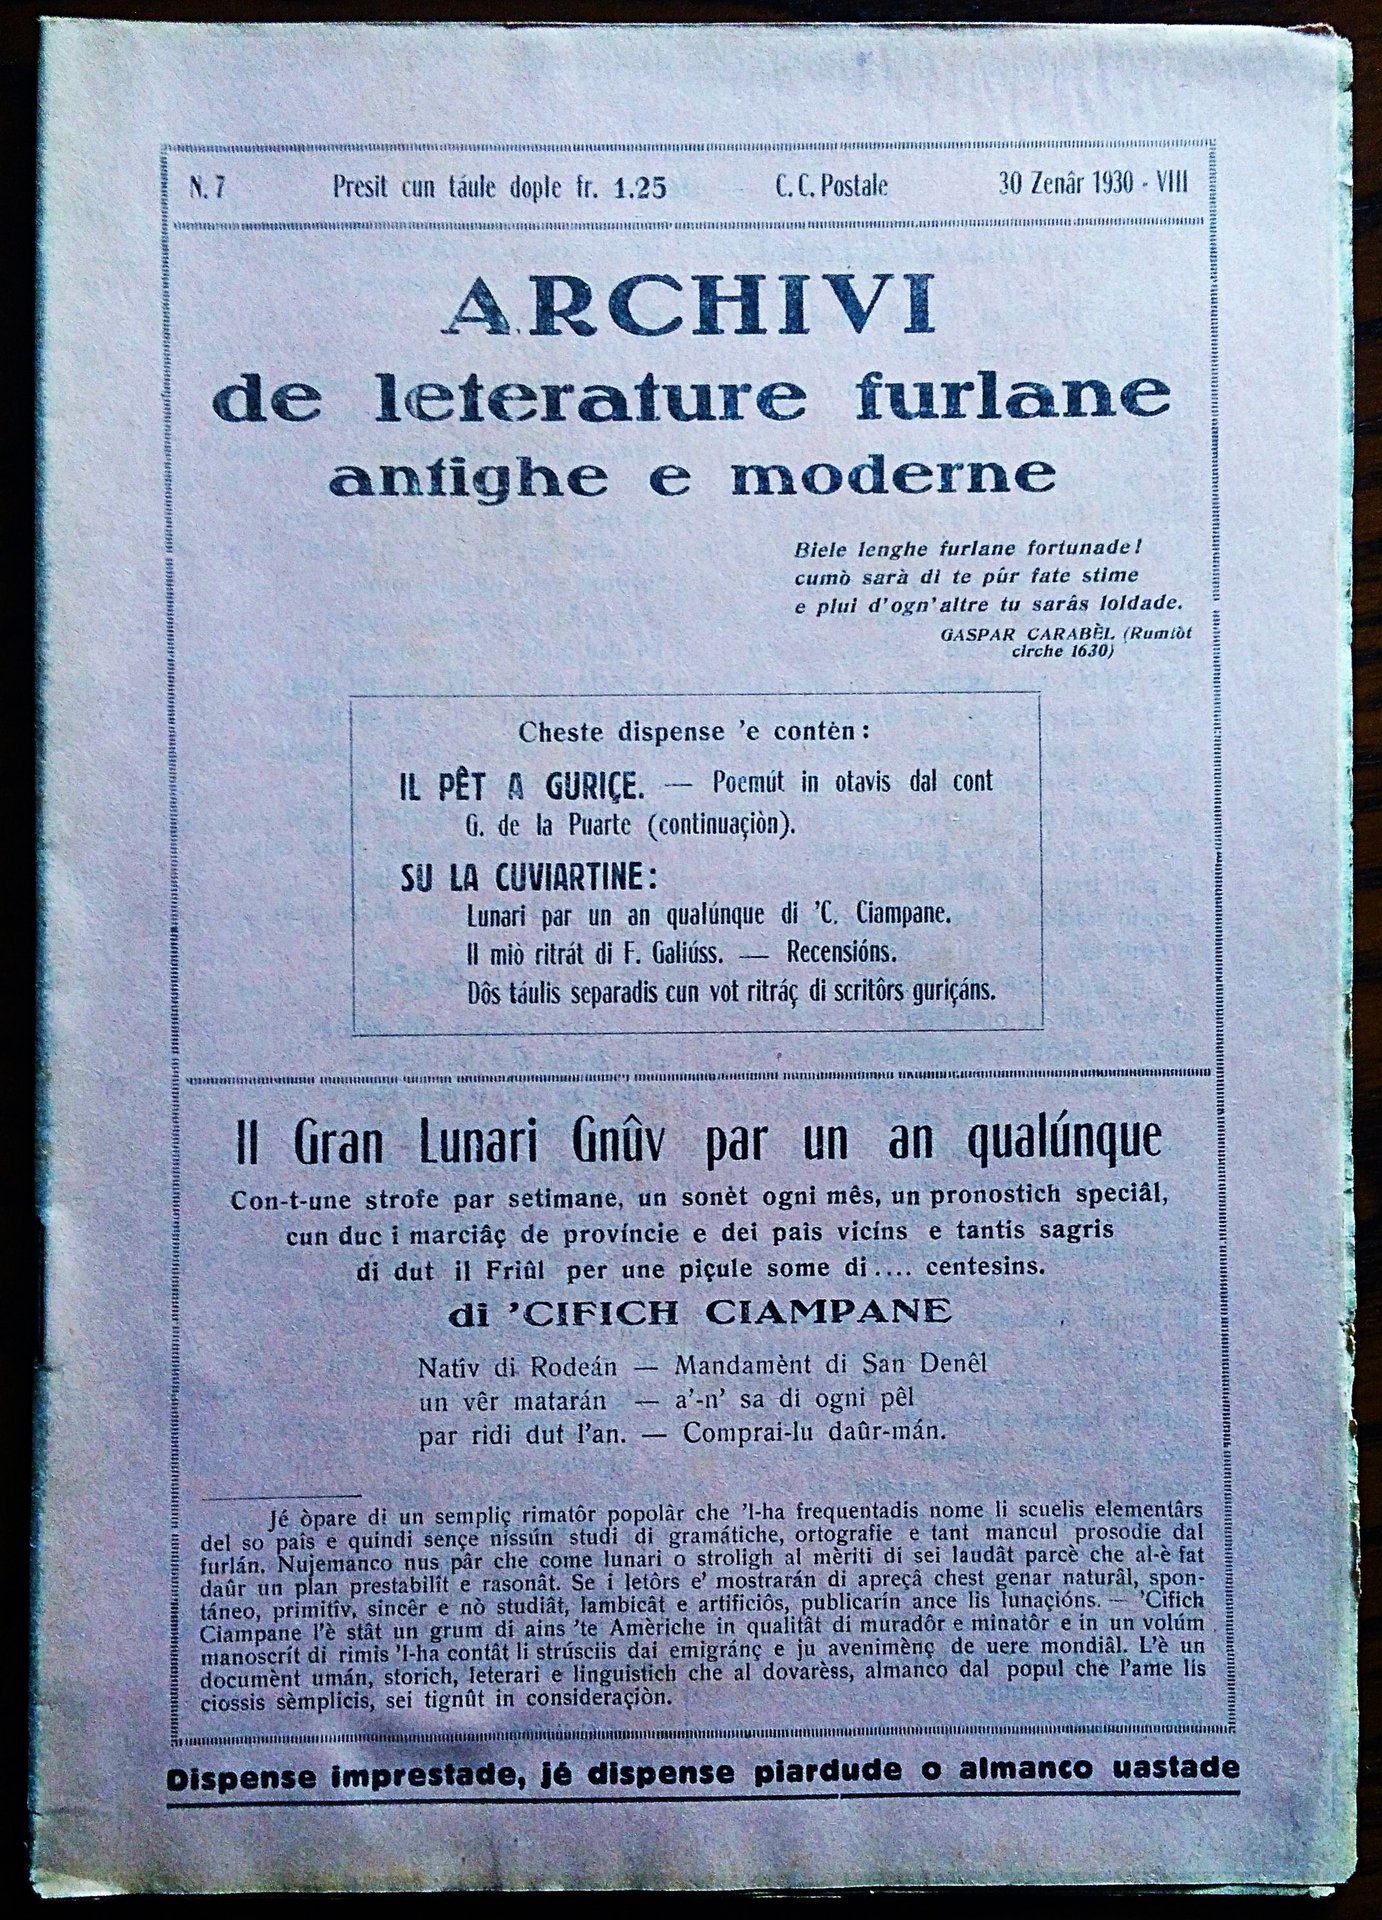 N. 7 Presit cun táule dople fr. 1.25 C. C. Postale 30 Zenâr 1930 - VIII
ARCHIVI
de leterature furlane
antighe e moderne
Biele lenghe furlane fortunade!
cumò sarà di te pûr fate stime
e plui d'ogn'altre tu sarâs loldade.
GASPAR CARABÈL (Rumiòt
cirche 1630)
Cheste dispense 'e contèn:
IL PÊT A GURIÇE. — Poemút in otavis dal cont
G. de la Puarte (continuaçiòn).
SU LA CUVIARTINE:
Lunari par un an qualúnque di 'C. Ciampane.
Il miò ritrát di F. Galiúss. — Recensións.
Dôs táulis separadis cun vot ritráç di scritôrs guriçáns.
Il Gran Lunari Gnûv par un an qualúnque
Con-t-une strofe par setimane, un sonèt ogni mês, un pronostich speciâl,
cun duc i marciâç de províncie e dei païs vicíns e tantis sagris
di dut il Friûl per une piçule some di.... centesins.
di 'CIFICH CIAMPANE
Natîv di Rodeán — Mandamènt di San Denêl
un vêr matarán — a'-n' sa di ogni pêl
par ridi dut l'an. — Comprai-lu daûr-mán.
Jé òpare di un sempliç rimatôr popolâr che 'l-ha frequentadis nome li scuelis elementârs
del so païs e quindi sençe nissún studi di gramátiche, ortografie e tant mancul prosodie dal
furlán. Nujemanco nus pâr che come lunari o stroligh al mèriti di sei laudât parcè che al-è fat
daûr un plan prestabilît e rasonât. Se i letôrs e' mostrarán di apreçâ chest genar naturâl, spon-
táneo, primitîv, sincêr e nò studiât, lambicât e artificiôs, publicarín ance lis lunaçións. — 'Cifich
Ciampane l'è stât un grum di ains 'te Amèriche in qualitât di muradôr e minatôr e in un volúm
manoscrít di rimis 'l-ha contât li strúsciis dai emigránç e ju avenimènç de uere mondiâl. L'è un
documènt umán, storich, leterari e linguistich che al dovarèss, almanco dal popul che l'ame lis
ciossis sèmplicis, sei tignût in consideraçiòn.
Dispense imprestade, jé dispense piardude o almanco uastade